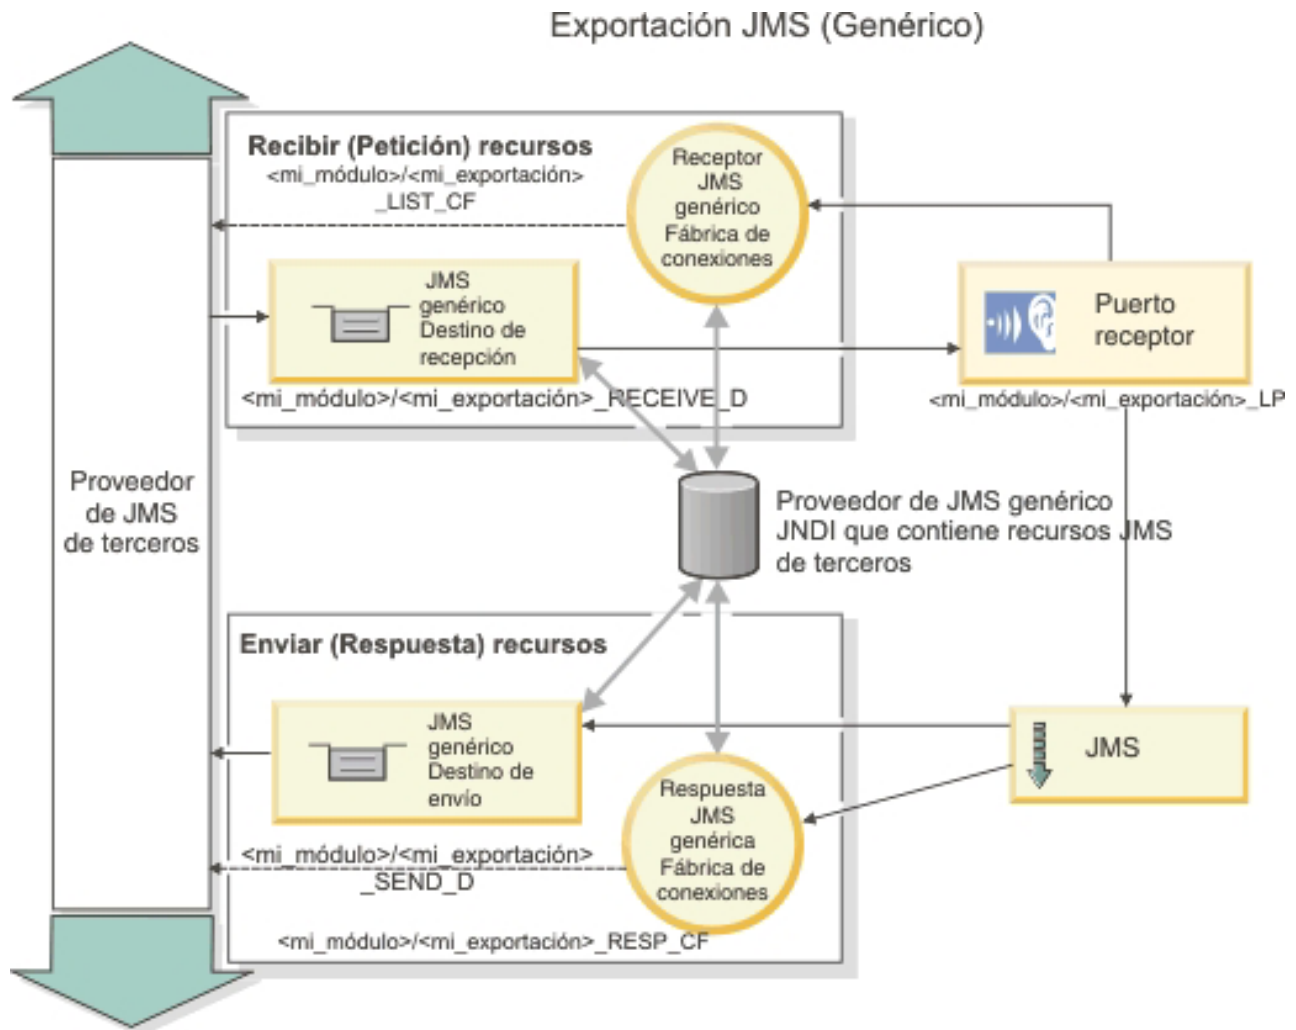 Exportación JMS (Genérico)
Recibir (Petición) recursos
<mi_módulo>/<mi_exportación>
_LIST_CF
Receptor
JMS
genérico
Fábrica de
conexiones
JMS
genérico
Destino de
recepción
<mi_módulo>/<mi_exportación>_RECEIVE_D
Puerto
receptor
<mi_módulo>/<mi_exportación>_LP
Proveedor
de JMS
de terceros
Proveedor de JMS genérico
JNDI que contiene recursos JMS
de terceros
Enviar (Respuesta) recursos
JMS
genérico
Destino de
envío
<mi_módulo>/<mi_exportación>
_SEND_D
Respuesta
JMS
genérica
Fábrica de
conexiones
<mi_módulo>/<mi_exportación>_RESP_CF
JMS